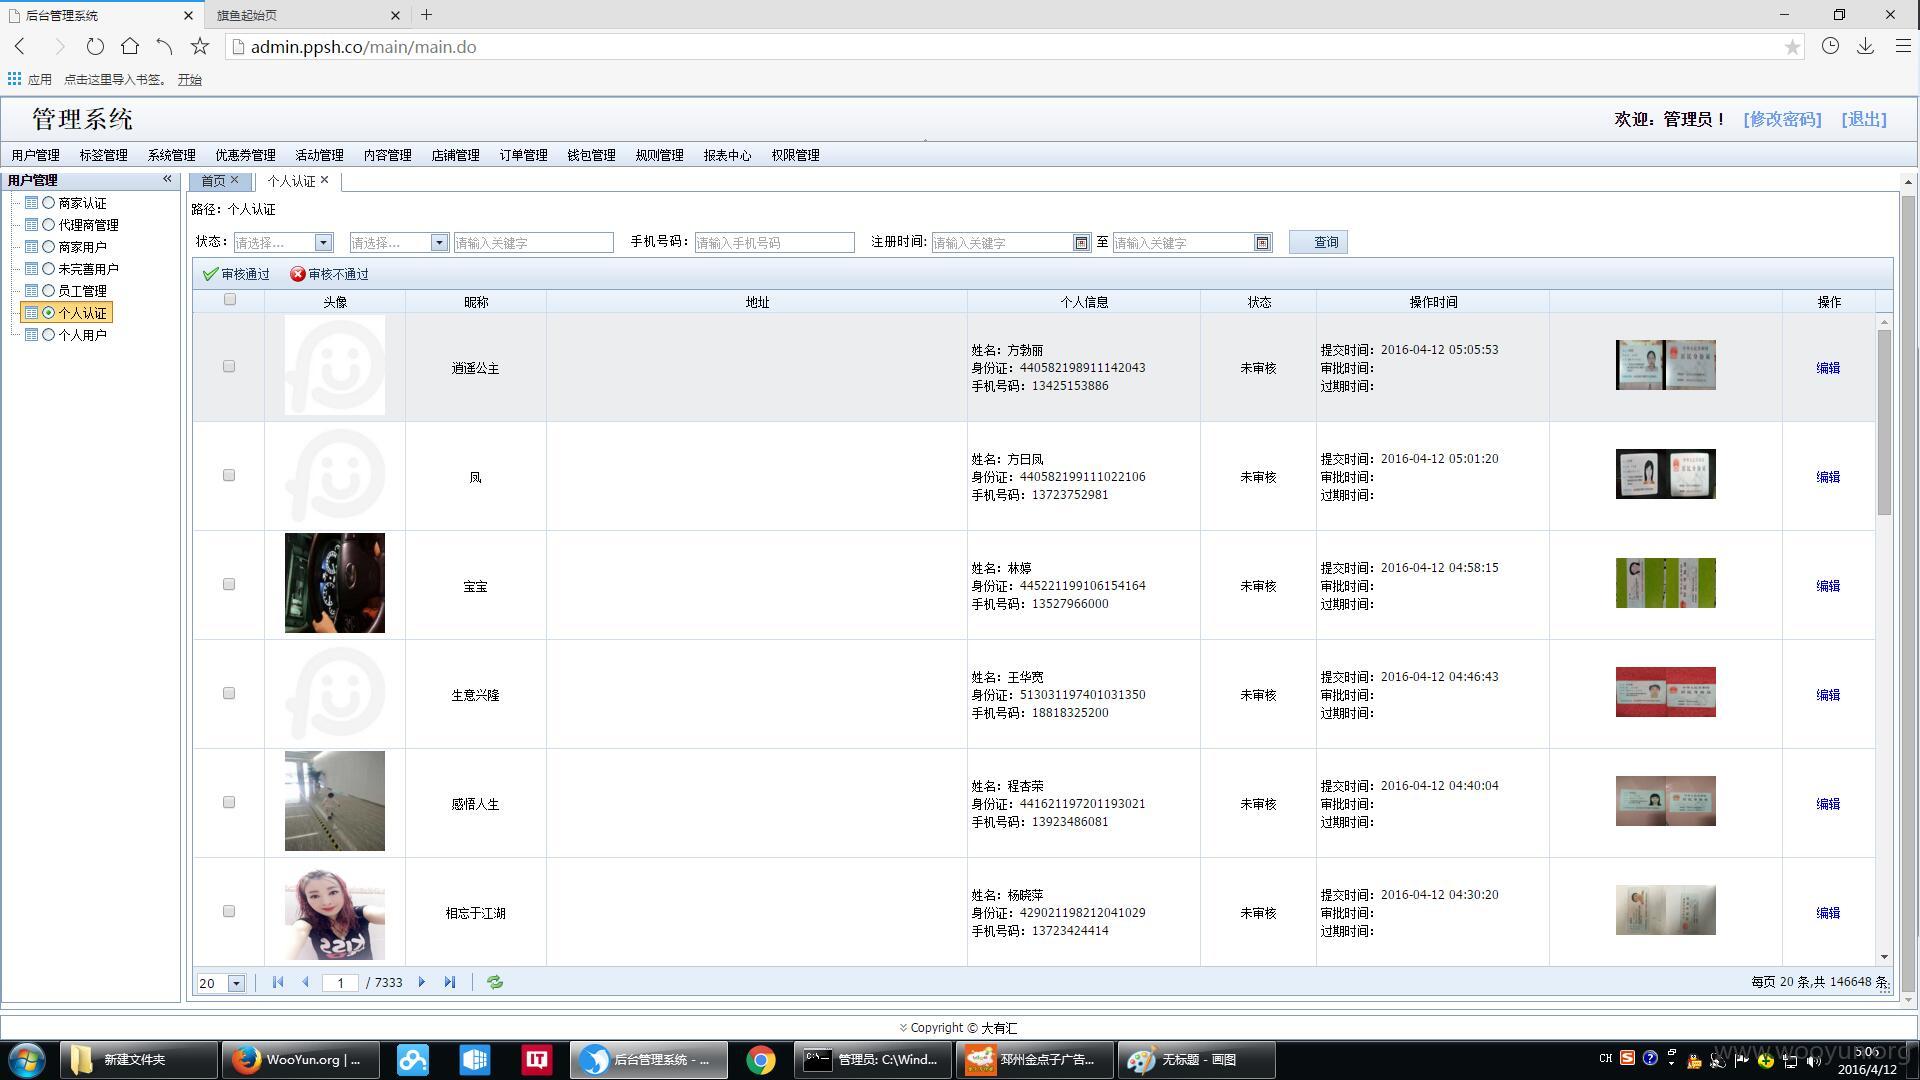 后台管理系统
旗鱼起始页
admin.ppsh.co/main/main.do
应用 点击这里导入书签。 开始
管理系统
欢迎：管理员！ [修改密码] [退出]
用户管理 标签管理 系统管理 优惠券管理 活动管理 内容管理 店铺管理 订单管理 钱包管理 规则管理 报表中心 权限管理
用户管理
商家认证
代理商管理
商家用户
未完善用户
员工管理
个人认证
个人用户
首页 个人认证
路径：个人认证
状态： 请选择... 请选择... 请输入关键字 手机号码： 请输入手机号码 注册时间: 请输入关键字 至 请输入关键字 查询
审核通过 审核不通过
头像 昵称 地址 个人信息 状态 操作时间 操作
逍遥公主
姓名：方勃丽
身份证：440582198911142043
手机号码：13425153886
未审核
提交时间：2016-04-12 05:05:53
审批时间：
过期时间：
编辑
凤
姓名：方日凤
身份证：440582199111022106
手机号码：13723752981
未审核
提交时间：2016-04-12 05:01:20
审批时间：
过期时间：
编辑
宝宝
姓名：林婷
身份证：445221199106154164
手机号码：13527966000
未审核
提交时间：2016-04-12 04:58:15
审批时间：
过期时间：
编辑
生意兴隆
姓名：王华宽
身份证：513031197401031350
手机号码：18818325200
未审核
提交时间：2016-04-12 04:46:43
审批时间：
过期时间：
编辑
感悟人生
姓名：程杏荣
身份证：441621197201193021
手机号码：13923486081
未审核
提交时间：2016-04-12 04:40:04
审批时间：
过期时间：
编辑
相忘于江湖
姓名：杨晓萍
身份证：429021198212041029
手机号码：13723424414
未审核
提交时间：2016-04-12 04:30:20
审批时间：
过期时间：
编辑
20 1 / 7333 每页 20 条,共 146648 条
Copyright © 大有汇
新建文件夹
WooYun.org | ...
后台管理系统 - ...
管理员: C:\Wind...
邳州金点子广告...
无标题 - 画图
CH
www.wooyun.org
5:06
2016/4/12